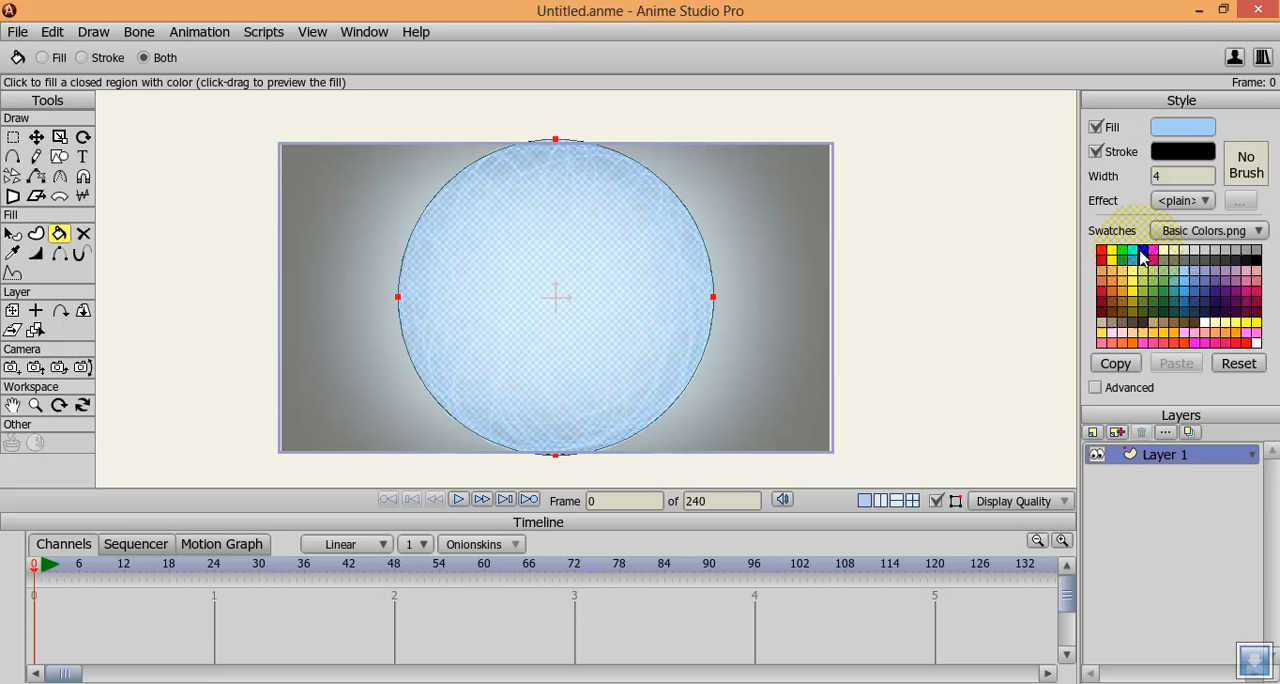 Untitled.anme - Anime Studio Pro
File Edit Draw Bone Animation Scripts View Window Help
Fill Stroke Both
Click to fill a closed region with color (click-drag to preview the fill) Frame: 0
Tools
Draw
T
Fill
Layer
Camera
Workspace
Other
Style
Fill
Stroke
No Brush
Width 4
Effect <plain> ...
Swatches Basic Colors.png
Copy Paste Reset
Advanced
Layers
Layer 1
Frame 0 of 240 Display Quality
Timeline
Channels Sequencer Motion Graph Linear 1 Onionskins
0 6 12 18 24 30 36 42 48 54 60 66 72 78 84 90 96 102 108 114 120 126 132
0 1 2 3 4 5